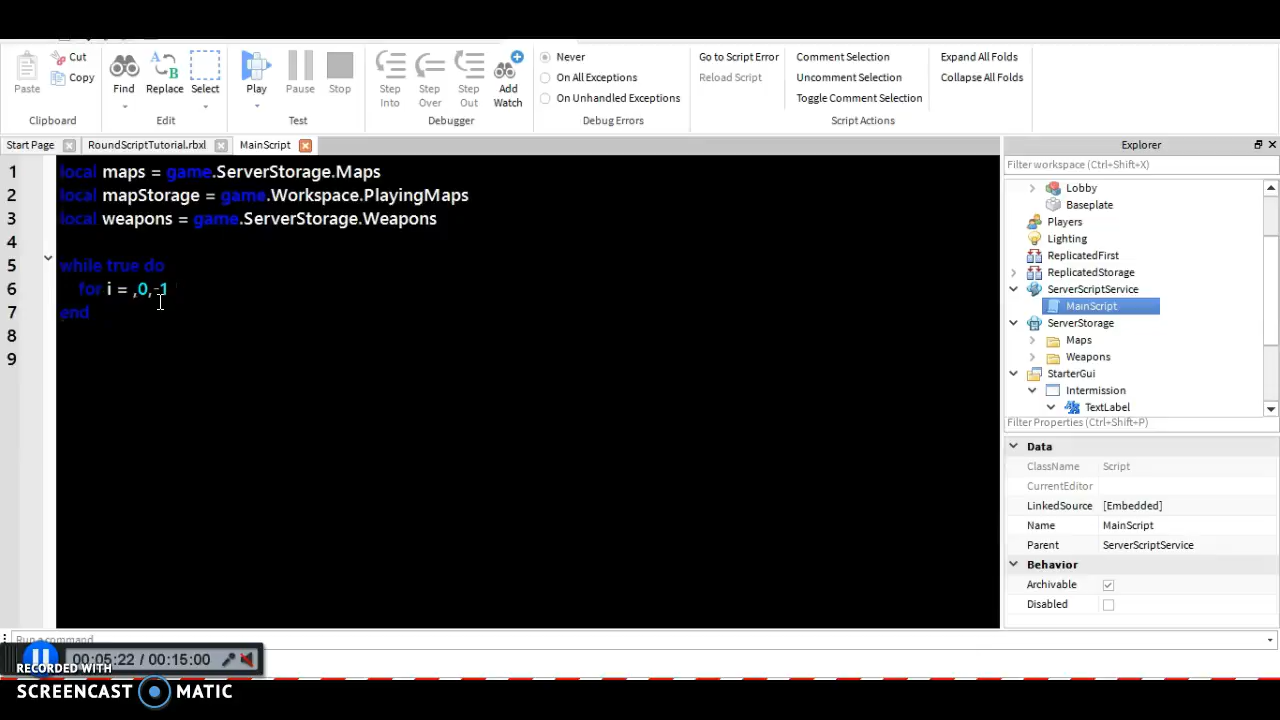 Paste
Cut
Copy
Clipboard
Find
Replace
Select
Edit
Play
Pause
Stop
Test
Step Into
Step Over
Step Out
Add Watch
Debugger
Never
On All Exceptions
On Unhandled Exceptions
Debug Errors
Go to Script Error
Reload Script
Comment Selection
Uncomment Selection
Toggle Comment Selection
Script Actions
Expand All Folds
Collapse All Folds
Start Page
RoundScriptTutorial.rbxl
MainScript
1 local maps = game.ServerStorage.Maps
2 local mapStorage = game.Workspace.PlayingMaps
3 local weapons = game.ServerStorage.Weapons
4
5 while true do
6 for i = ,0,-1
7 end
8
9
Explorer
Filter workspace (Ctrl+Shift+X)
Lobby
Baseplate
Players
Lighting
ReplicatedFirst
ReplicatedStorage
ServerScriptService
MainScript
ServerStorage
Maps
Weapons
StarterGui
Intermission
TextLabel
Filter Properties (Ctrl+Shift+P)
Data
ClassName Script
CurrentEditor
LinkedSource [Embedded]
Name MainScript
Parent ServerScriptService
Behavior
Archivable
Disabled
Run a command
00:05:22 / 00:15:00
RECORDED WITH
SCREENCAST MATIC